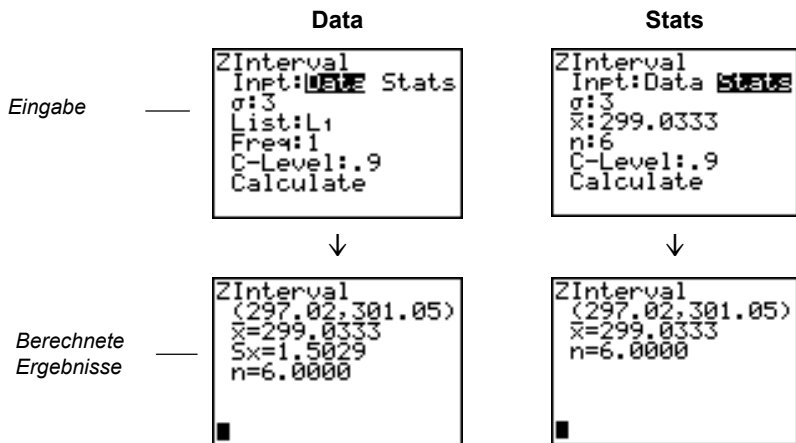 Data
Stats
Eingabe
ZInterval
Inpt:Data Stats
σ:3
List:L₁
Freq:1
C-Level:.9
Calculate
ZInterval
Inpt:Data Stats
σ:3
x̄:299.0333
n:6
C-Level:.9
Calculate
↓
↓
Berechnete
Ergebnisse
ZInterval
(297.02,301.05)
x̄=299.0333
Sx=1.5029
n=6.0000
ZInterval
(297.02,301.05)
x̄=299.0333
n=6.0000